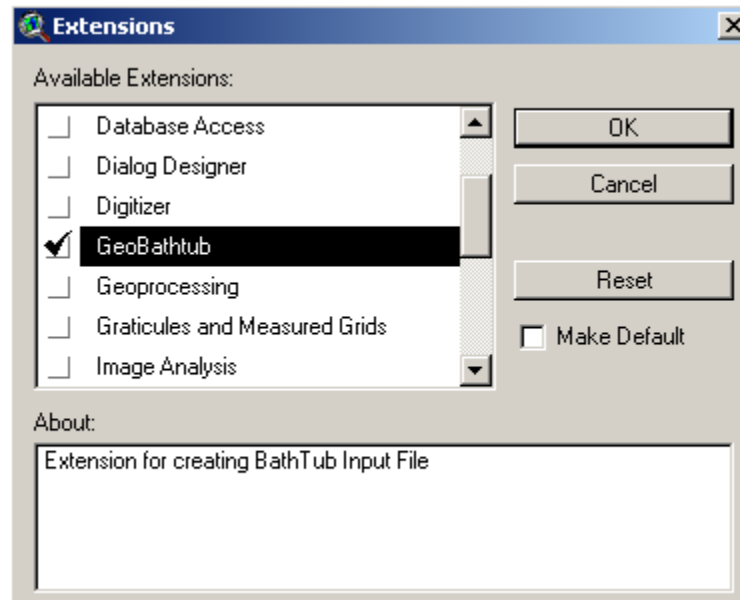 Extensions
Available Extensions:
Database Access
Dialog Designer
Digitizer
GeoBathtub
Geoprocessing
Graticules and Measured Grids
Image Analysis
OK
Cancel
Reset
Make Default
About:
Extension for creating BathTub Input File